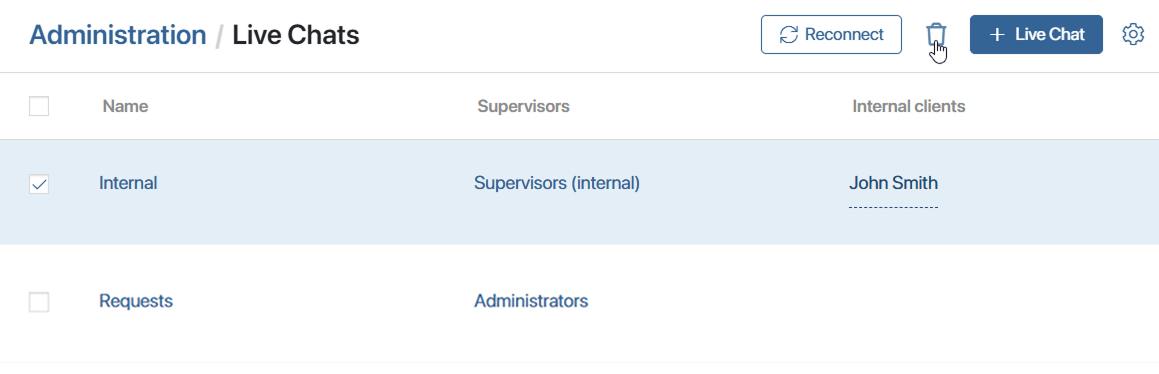 Administration / Live Chats
Reconnect
+ Live Chat
Name Supervisors Internal clients
Internal Supervisors (internal) John Smith
Requests Administrators